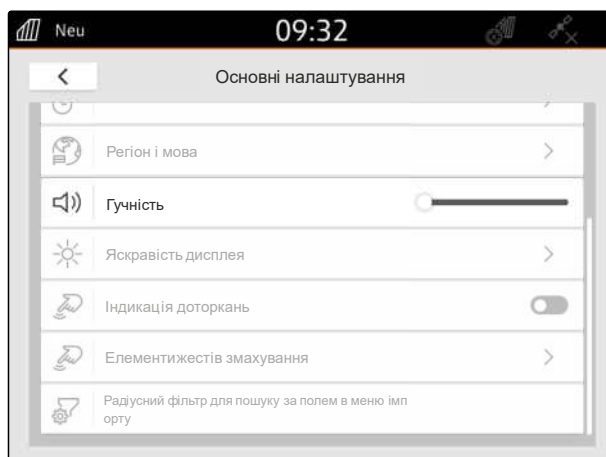 Neu
09:32
Основні налаштування
Регіон і мова
Гучність
Яскравість дисплея
Індикація доторкань
Елементижестів змахування
Радіусний фільтр для пошуку за полем в меню імп
орту